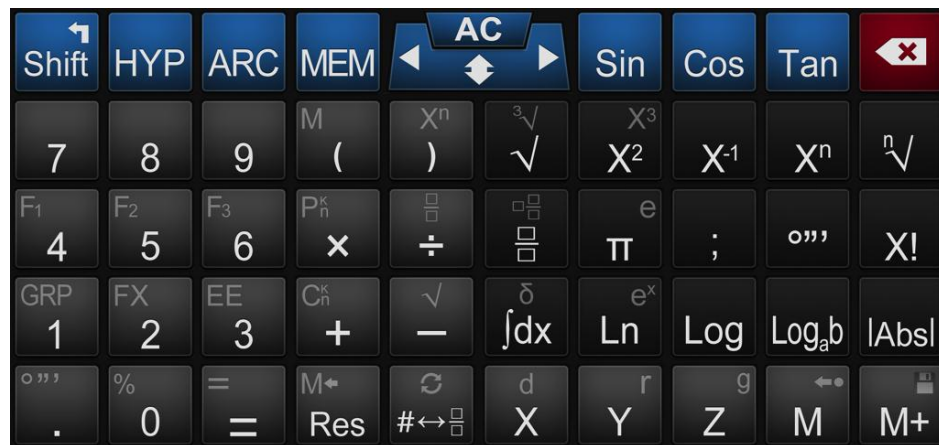 Shift HYP ARC MEM AC Sin Cos Tan
M Xⁿ ³√ X³
7 8 9 ( ) √ X² X⁻¹ Xⁿ ⁿ√
F₁ F₂ F₃ Pₙᴷ e
4 5 6 × ÷ π ; °”’ X!
GRP FX EE Cₙᴷ √ δ eˣ
1 2 3 + − ∫dx Ln Log Logₐb |Abs|
°”’ % = M d r g
. 0 = Res #↔ X Y Z M M+